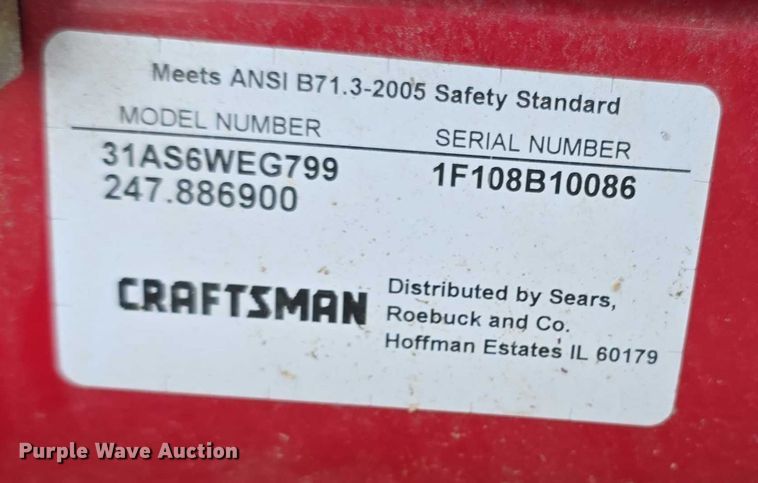 Meets ANSI B71.3-2005 Safety Standard
MODEL NUMBER SERIAL NUMBER
31AS6WEG799 1F108B10086
247.886900
CRAFTSMAN
Distributed by Sears,
Roebuck and Co.
Hoffman Estates IL 60179
Purple Wave Auction